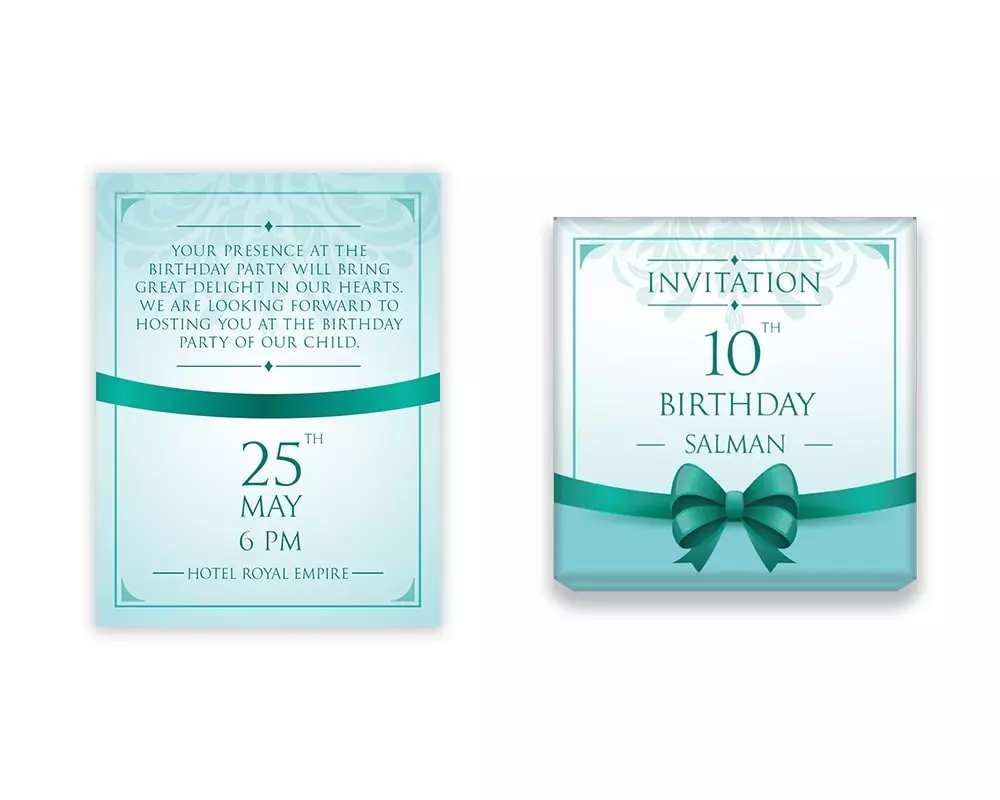 YOUR PRESENCE AT THE
BIRTHDAY PARTY WILL BRING
GREAT DELIGHT IN OUR HEARTS.
WE ARE LOOKING FORWARD TO
HOSTING YOU AT THE BIRTHDAY
PARTY OF OUR CHILD.
25TH
MAY
6 PM
HOTEL ROYAL EMPIRE
INVITATION
10TH
BIRTHDAY
SALMAN